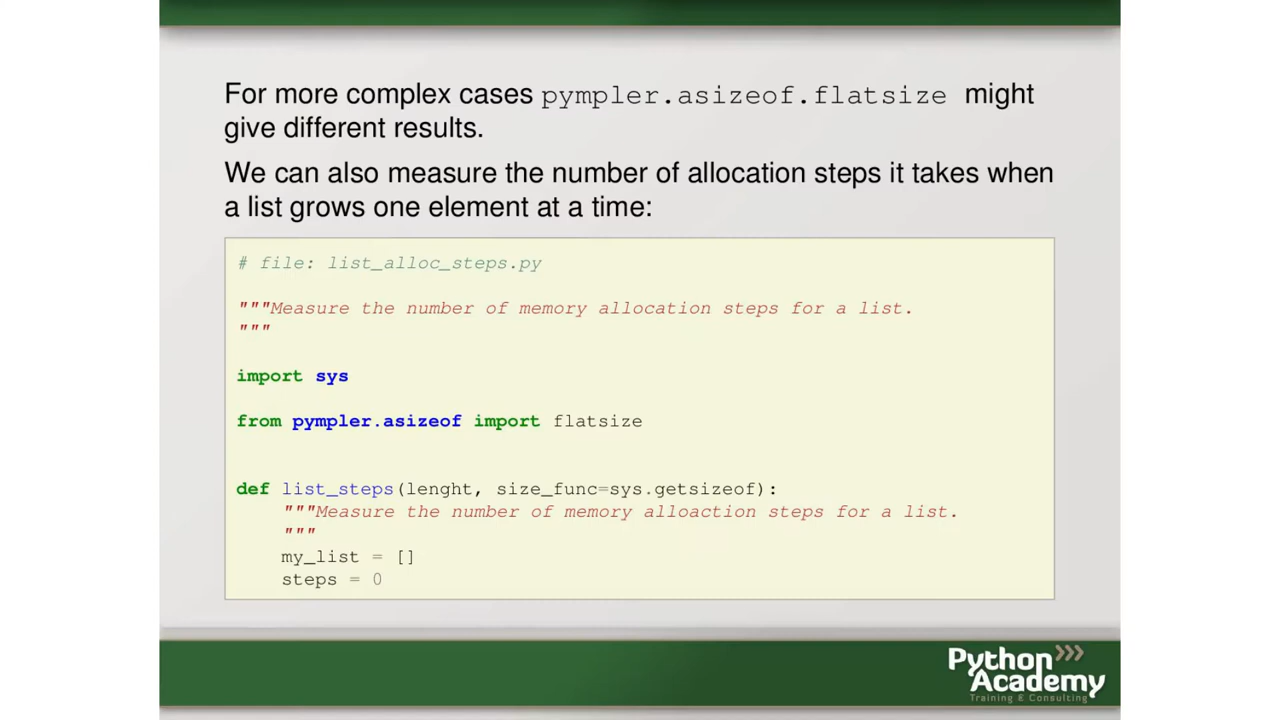 For more complex cases pympler.asizeof.flatsize might
give different results.
We can also measure the number of allocation steps it takes when
a list grows one element at a time:
# file: list_alloc_steps.py
"""Measure the number of memory allocation steps for a list.
"""
import sys
from pympler.asizeof import flatsize
def list_steps(lenght, size_func=sys.getsizeof):
"""Measure the number of memory alloaction steps for a list.
"""
my_list = []
steps = 0
Python
Academy
Training & Consulting